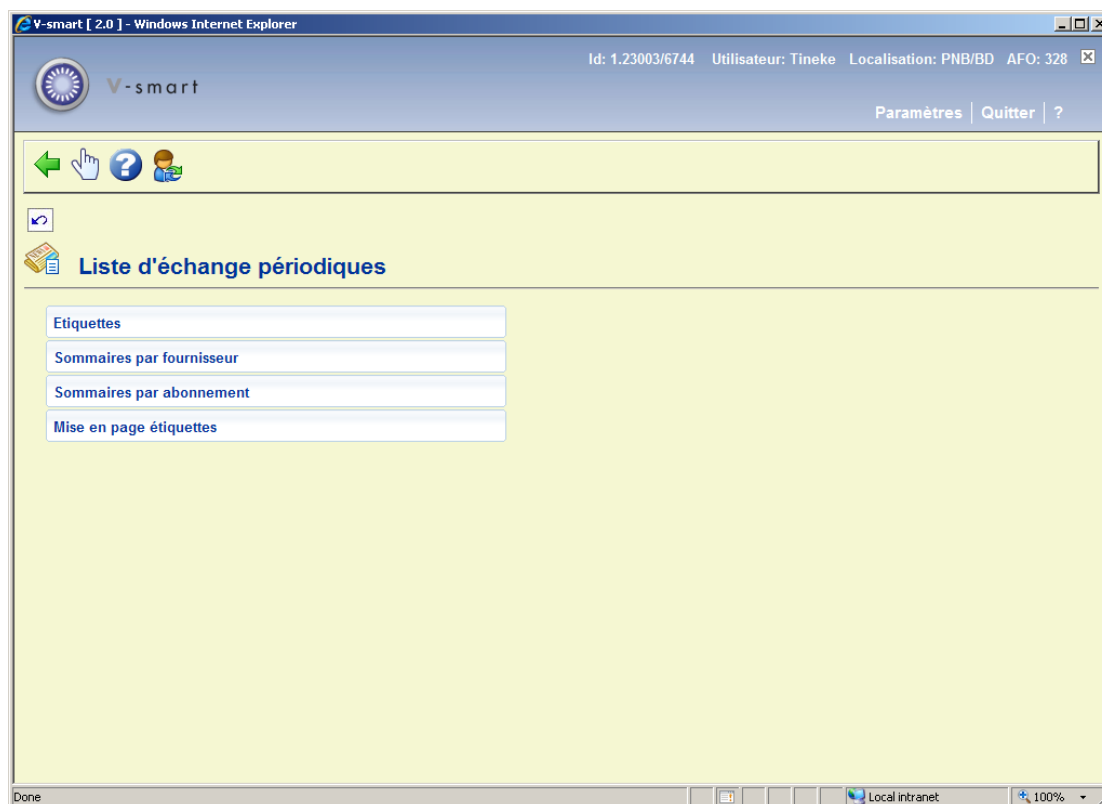 V-smart [ 2.0 ] - Windows Internet Explorer
Id: 1.23003/6744 Utilisateur: Tineke Localisation: PNB/BD AFO: 328
V-smart
Paramètres | Quitter | ?
Liste d'échange périodiques
Etiquettes
Sommaires par fournisseur
Sommaires par abonnement
Mise en page étiquettes
Done Local intranet 100%